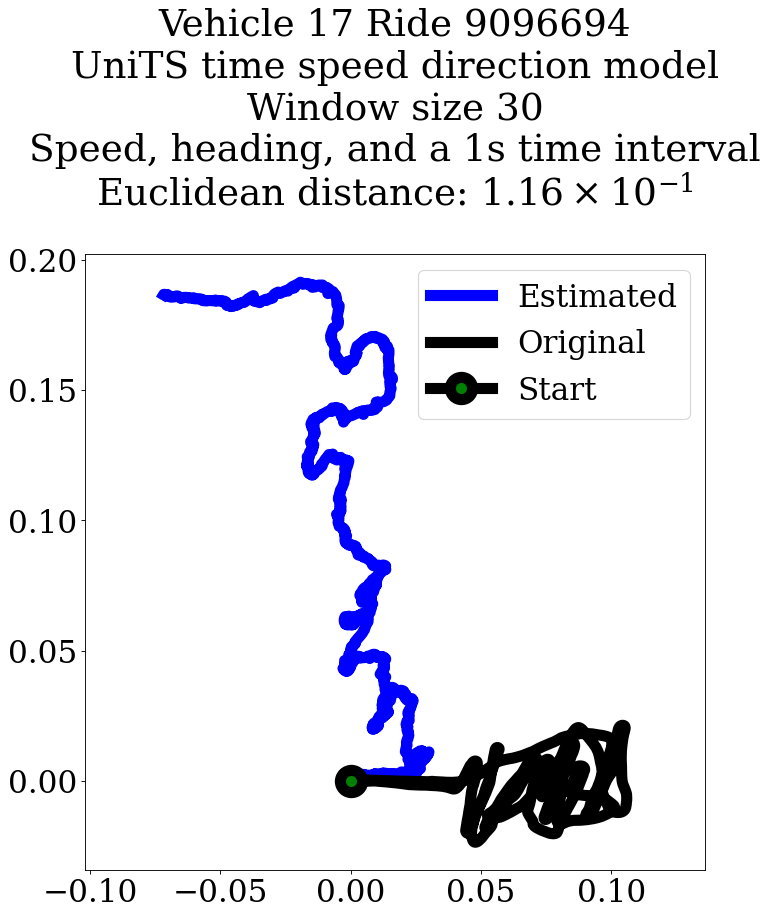 Vehicle 17 Ride 9096694
UniTS time speed direction model
Window size 30
Speed, heading, and a 1s time interval
Euclidean distance: 1.16 × 10⁻¹
0.20
0.15
0.10
0.05
0.00
Estimated
Original
Start
−0.10 −0.05 0.00 0.05 0.10